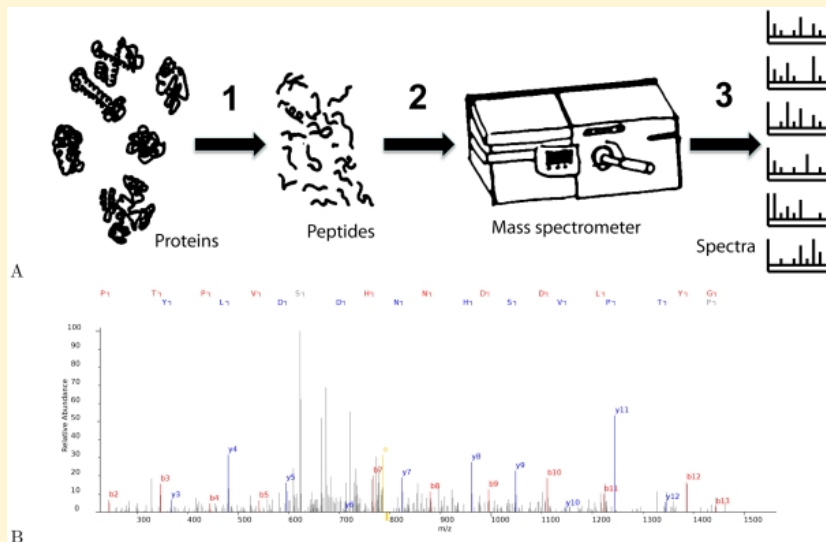 1
2
3
Proteins
Peptides
Mass spectrometer
Spectra
A
P T P V S H N D D L Y G
Y L D D N H S V P T P
100
90
80
70
60
50
40
30
20
10
0
Relative Abundance
b2
b3
y3
b4
y4
b5
y5
y6
b7
y7
b8
y8
b9
y9
b10
y10
b11
y11
y12
b12
b13
300
400
500
600
700
800
900
1000
1100
1200
1300
1400
1500
m/z
B